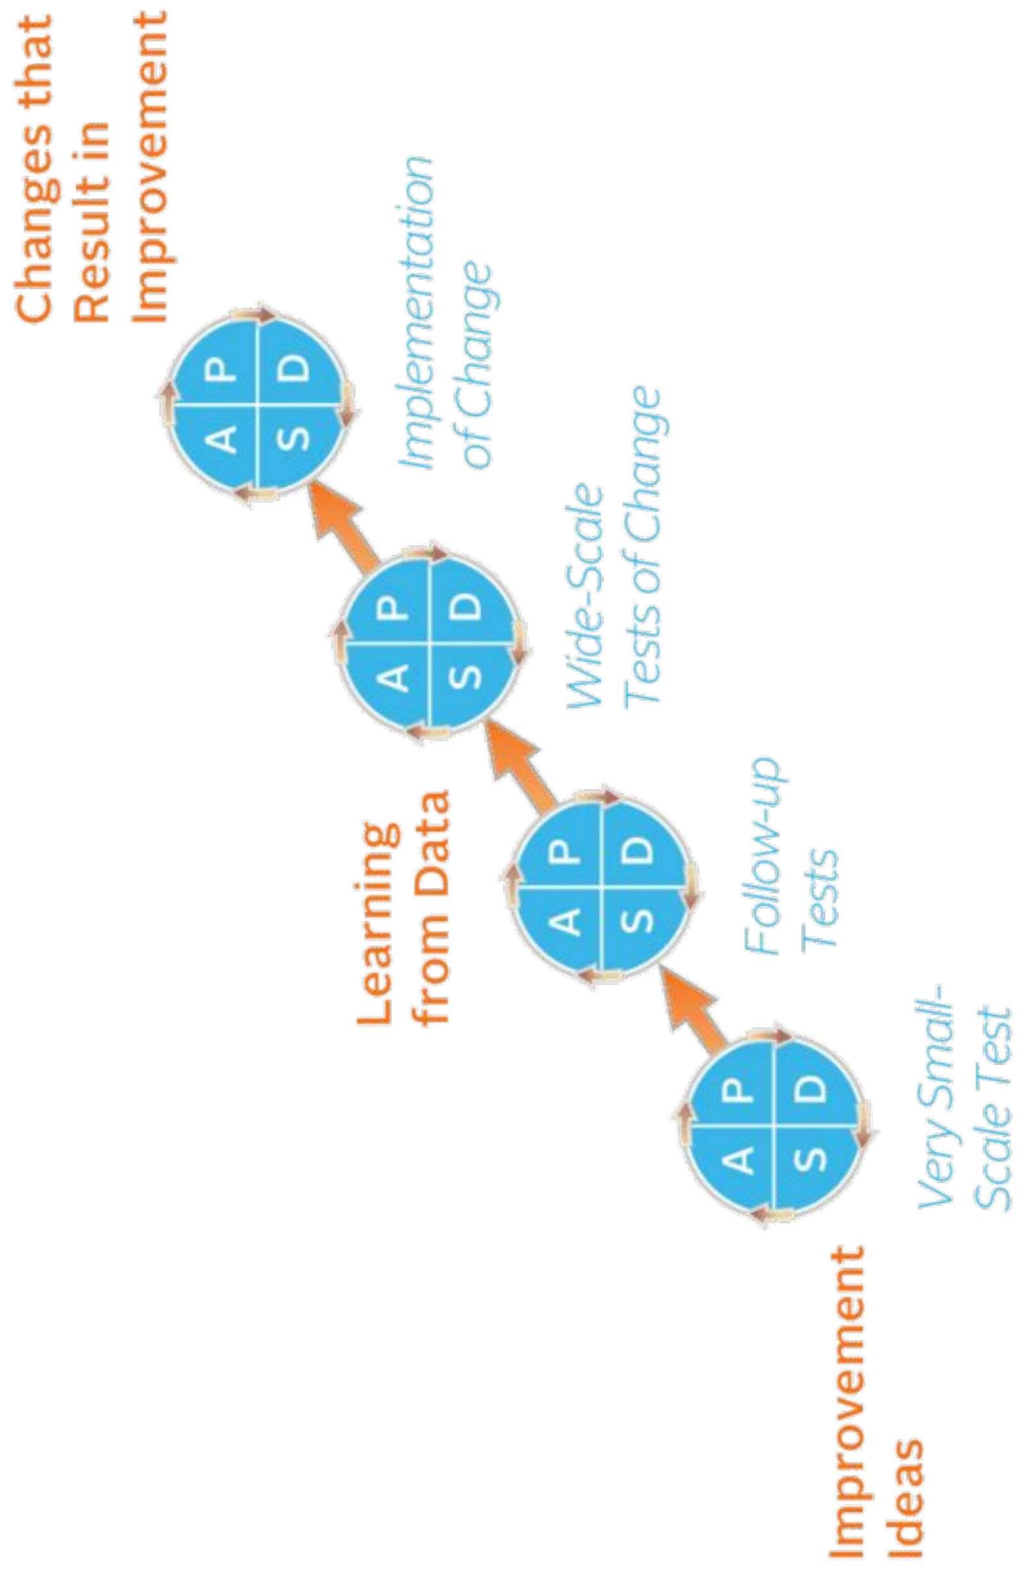 Changes that
Result in
Improvement
A P
S D
Implementation
of Change
Learning
from Data
A P
S D
Wide-Scale
Tests of Change
A P
S D
Follow-up
Tests
A P
S D
Very Small-
Scale Test
Improvement
Ideas